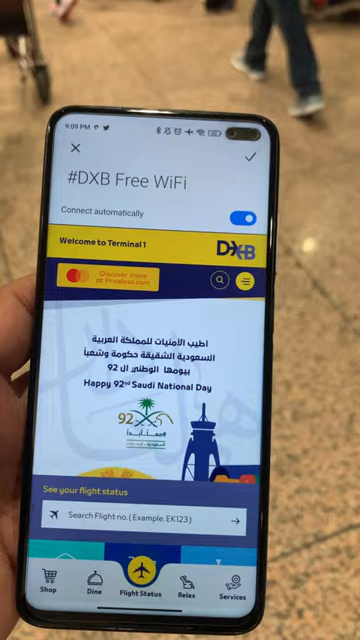 9:09 PM
#DXB Free WiFi
Connect automatically
Welcome to Terminal 1
DXB
Discover more
at Priceless.com
أطيب الأمنيات للمملكة العربية
السعودية الشقيقة حكومة وشعباً
بيومها الوطني ال 92
Happy 92nd Saudi National Day
92
See your flight status
Search Flight no. ( Example. EK123 )
Shop
Dine
Flight Status
Relax
Services